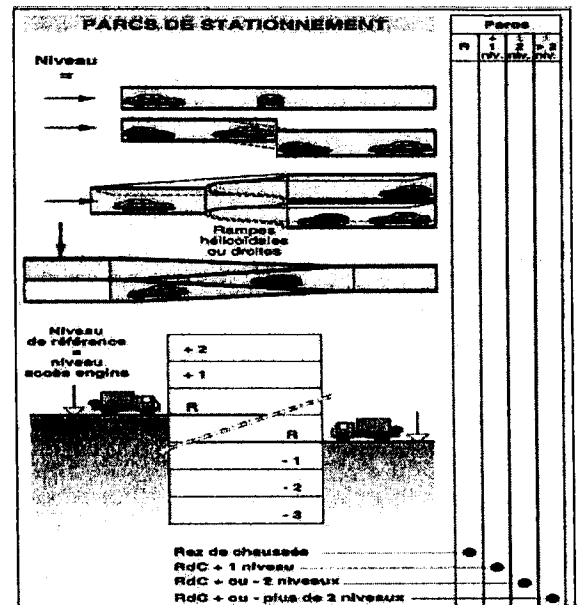 PARCS DE STATIONNEMENT
Parcs
R
+ 1 niv.
± 2 niv.
± > 2 niv.
Niveau
=
Rampes
hélicoïdales
ou droites
Niveau
de référence
=
niveau
accès engins
+ 2
+ 1
R
R
- 1
- 2
- 3
Rez de chaussée
RdC + 1 niveau
RdC + ou - 2 niveaux
RdC + ou - plus de 2 niveaux